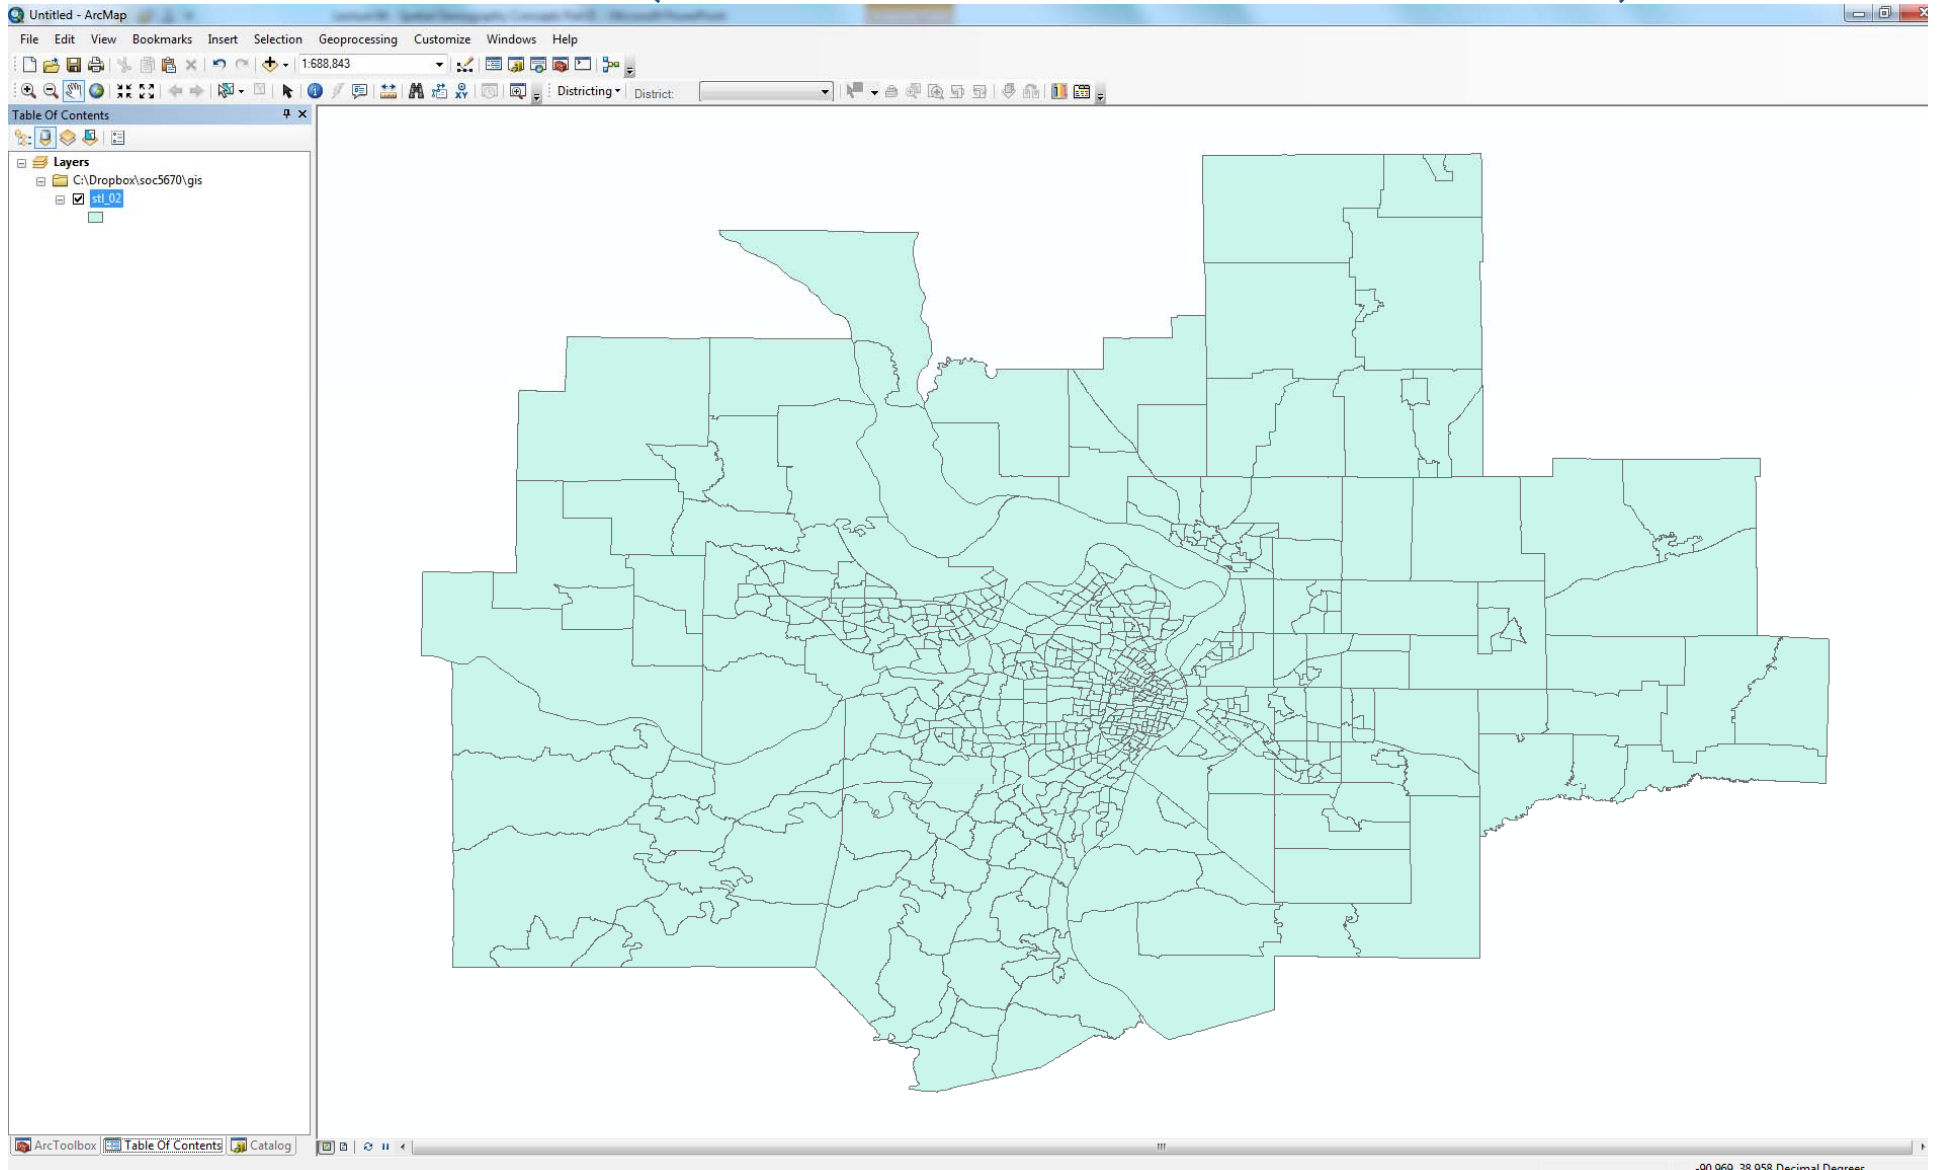 Untitled - ArcMap
File Edit View Bookmarks Insert Selection Geoprocessing Customize Windows Help
1:688,843
Districting District:
Table Of Contents
Layers
C:\Dropbox\soc5670\gis
stl_02
ArcToolbox Table Of Contents Catalog
-90.969 38.958 Decimal Degrees